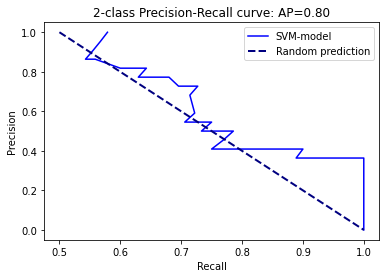 2-class Precision-Recall curve: AP=0.80
SVM-model
Random prediction
Precision
1.0
0.8
0.6
0.4
0.2
0.0
0.5 0.6 0.7 0.8 0.9 1.0
Recall